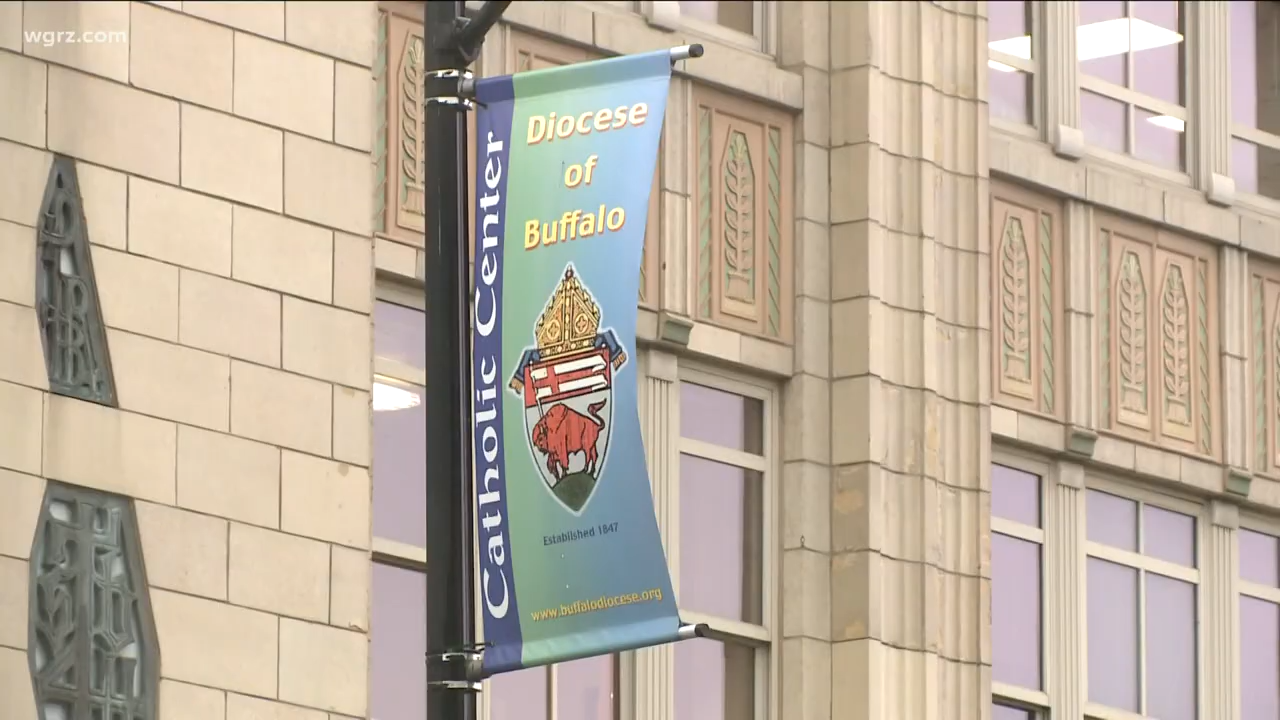 wgrz.com
Diocese
of
Buffalo
Catholic Center
Established 1847
www.buffalodiocese.org